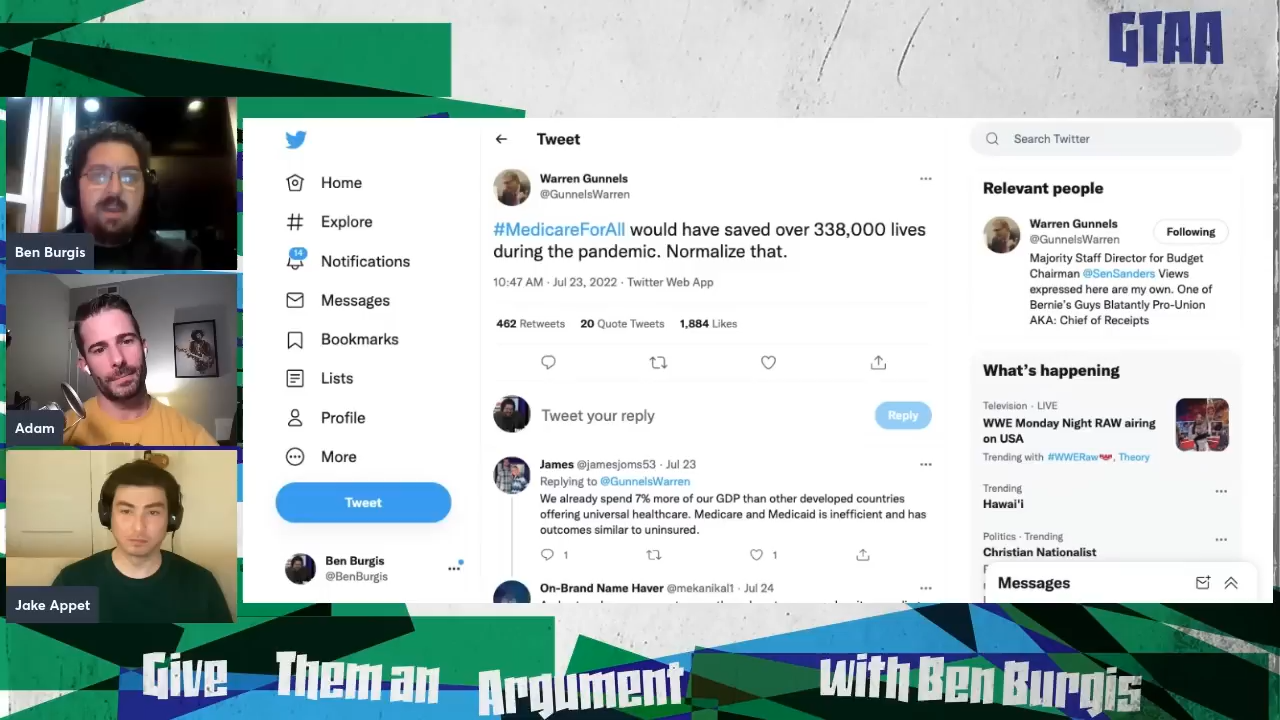 GTAA
Ben Burgis
Adam
Jake Appet
Home
Explore
14
Notifications
Messages
Bookmarks
Lists
Profile
More
Tweet
Ben Burgis
@BenBurgis
Tweet
Warren Gunnels
@GunnelsWarren
#MedicareForAll would have saved over 338,000 lives
during the pandemic. Normalize that.
10:47 AM · Jul 23, 2022 · Twitter Web App
462 Retweets 20 Quote Tweets 1,884 Likes
Tweet your reply
Reply
James @jamesjoms53 · Jul 23
Replying to @GunnelsWarren
We already spend 7% more of our GDP than other developed countries
offering universal healthcare. Medicare and Medicaid is inefficient and has
outcomes similar to uninsured.
1 1
On-Brand Name Haver @mekanikal1 · Jul 24
Search Twitter
Relevant people
Warren Gunnels
@GunnelsWarren
Following
Majority Staff Director for Budget
Chairman @SenSanders Views
expressed here are my own. One of
Bernie's Guys Blatantly Pro-Union
AKA: Chief of Receipts
What's happening
Television · LIVE
WWE Monday Night RAW airing
on USA
Trending with #WWERaw, Theory
Trending
Hawai'i
Politics · Trending
Christian Nationalist
Messages
Give Them an Argument with Ben Burgis